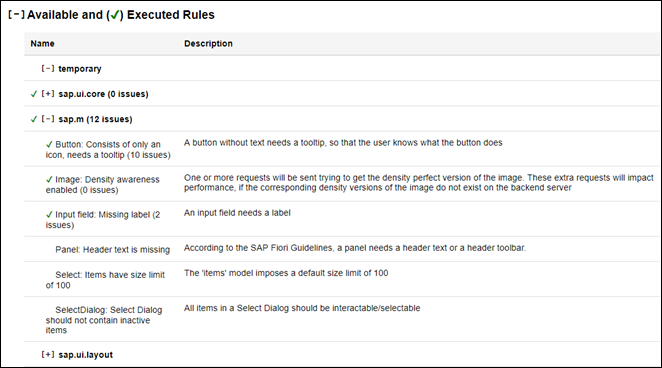 [-] Available and (✓) Executed Rules
Name Description
[-] temporary
✓ [+] sap.ui.core (0 issues)
✓ [-] sap.m (12 issues)
✓ Button: Consists of only an
icon, needs a tooltip (10 issues)
A button without text needs a tooltip, so that the user knows what the button does
✓ Image: Density awareness
enabled (0 issues)
One or more requests will be sent trying to get the density perfect version of the image. These extra requests will impact
performance, if the corresponding density versions of the image do not exist on the backend server
✓ Input field: Missing label (2
issues)
An input field needs a label
Panel: Header text is missing
According to the SAP Fiori Guidelines, a panel needs a header text or a header toolbar.
Select: Items have size limit
of 100
The 'items' model imposes a default size limit of 100
SelectDialog: Select Dialog
should not contain inactive
items
All items in a Select Dialog should be interactable/selectable
[+] sap.ui.layout